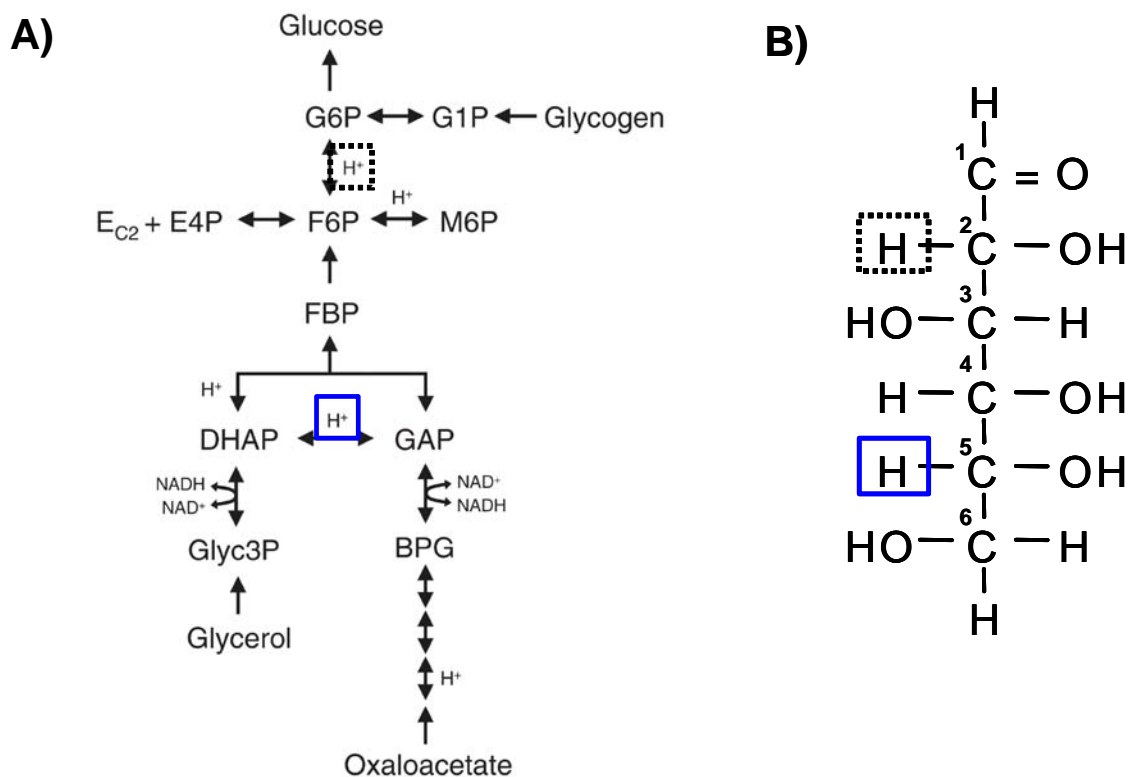 A)
Glucose
G6P G1P Glycogen
H⁺
H⁺
E_C2 + E4P F6P M6P
FBP
H⁺
H⁺
DHAP GAP
NADH
NAD⁺
NAD⁺
NADH
Glyc3P BPG
Glycerol
H⁺
Oxaloacetate
B)
H
1
C = O
2
H C OH
3
HO C H
4
H C OH
5
H C OH
6
HO C H
H